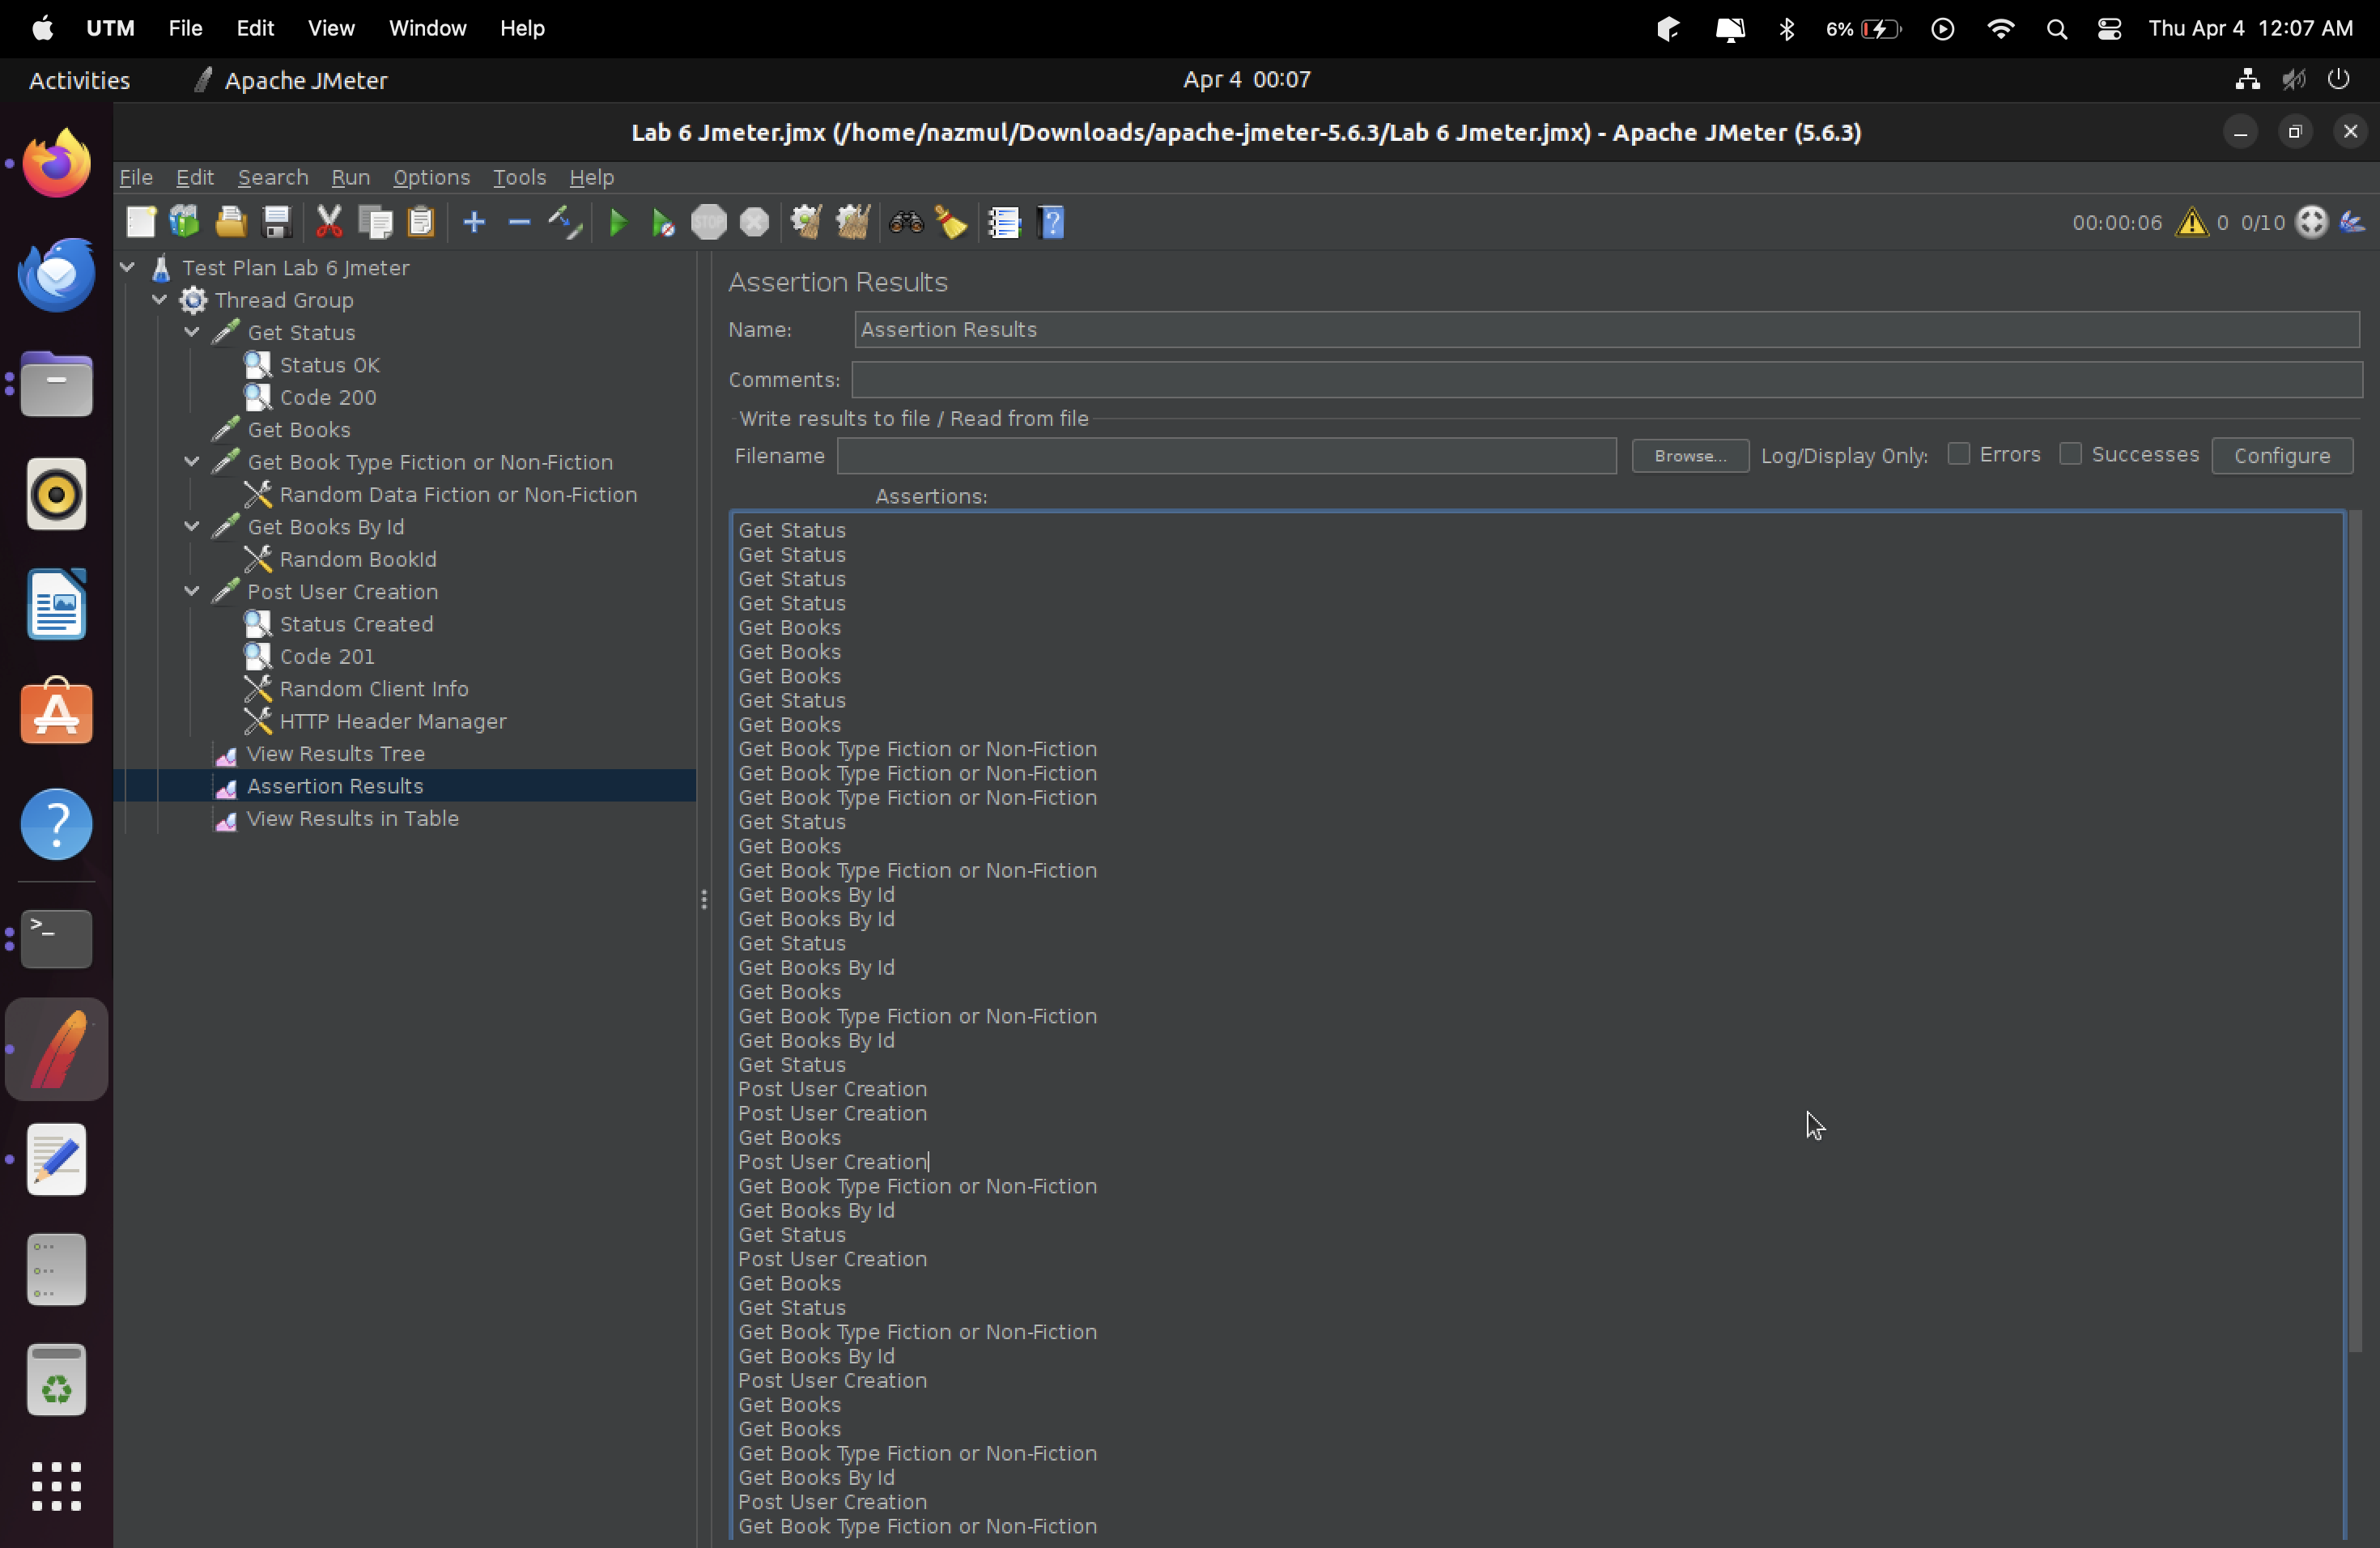 UTM File Edit View Window Help 6% Thu Apr 4 12:07 AM
Activities Apache JMeter Apr 4 00:07
Lab 6 Jmeter.jmx (/home/nazmul/Downloads/apache-jmeter-5.6.3/Lab 6 Jmeter.jmx) - Apache JMeter (5.6.3)
File Edit Search Run Options Tools Help
STOP 00:00:06 0 0/10
Test Plan Lab 6 Jmeter
Thread Group
Get Status
Status OK
Code 200
Get Books
Get Book Type Fiction or Non-Fiction
Random Data Fiction or Non-Fiction
Get Books By Id
Random BookId
Post User Creation
Status Created
Code 201
Random Client Info
HTTP Header Manager
View Results Tree
Assertion Results
View Results in Table
Assertion Results
Name: Assertion Results
Comments:
Write results to file / Read from file
Filename Browse... Log/Display Only: Errors Successes Configure
Assertions:
Get Status
Get Status
Get Status
Get Status
Get Books
Get Books
Get Books
Get Status
Get Books
Get Book Type Fiction or Non-Fiction
Get Book Type Fiction or Non-Fiction
Get Book Type Fiction or Non-Fiction
Get Status
Get Books
Get Book Type Fiction or Non-Fiction
Get Books By Id
Get Books By Id
Get Status
Get Books By Id
Get Books
Get Book Type Fiction or Non-Fiction
Get Books By Id
Get Status
Post User Creation
Post User Creation
Get Books
Post User Creation
Get Book Type Fiction or Non-Fiction
Get Books By Id
Get Status
Post User Creation
Get Books
Get Status
Get Book Type Fiction or Non-Fiction
Get Books By Id
Post User Creation
Get Books
Get Books
Get Book Type Fiction or Non-Fiction
Get Books By Id
Post User Creation
Get Book Type Fiction or Non-Fiction